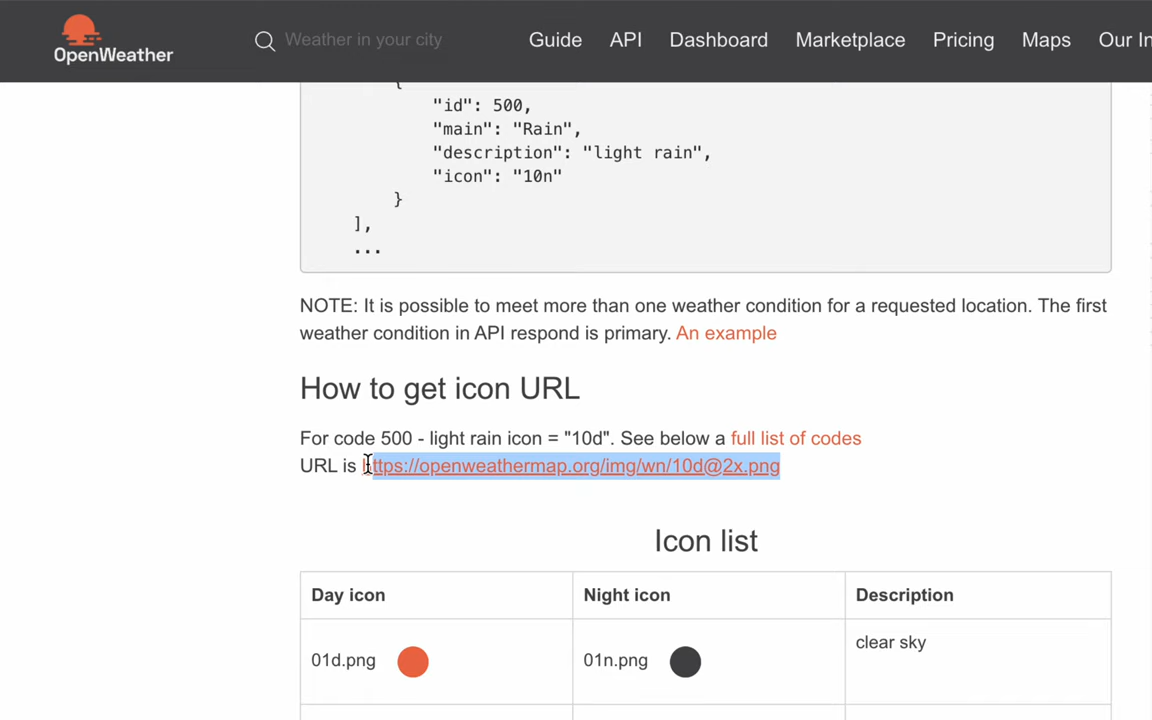 OpenWeather
Weather in your city
Guide
API
Dashboard
Marketplace
Pricing
Maps
Our In
{
"id": 500,
"main": "Rain",
"description": "light rain",
"icon": "10n"
}
],
...
NOTE: It is possible to meet more than one weather condition for a requested location. The first
weather condition in API respond is primary. An example
How to get icon URL
For code 500 - light rain icon = "10d". See below a full list of codes
URL is https://openweathermap.org/img/wn/10d@2x.png
Icon list
Day icon
Night icon
Description
01d.png
01n.png
clear sky